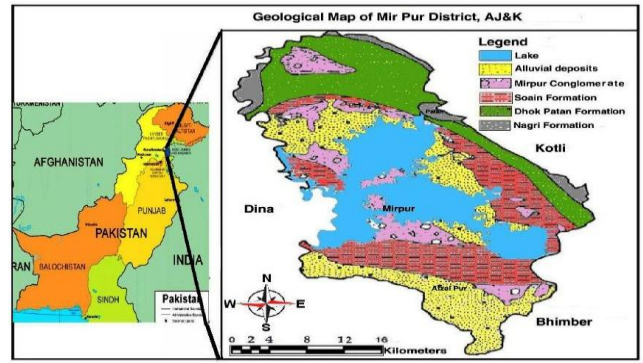 Geological Map of Mir Pur District, AJ&K
Legend
Lake
Alluvial deposits
Mirpur Conglomerate
Soain Formation
Dhok Patan Formation
Nagri Formation
Kotli
Dina
Mirpur
Afzal Pur
Bhimber
N
W E
S
0 2 4 8 12 16
Kilometers
AFGHANISTAN
PUNJAB
PAKISTAN
BALOCHISTAN
INDIA
SINDH
RAN
Pakistan